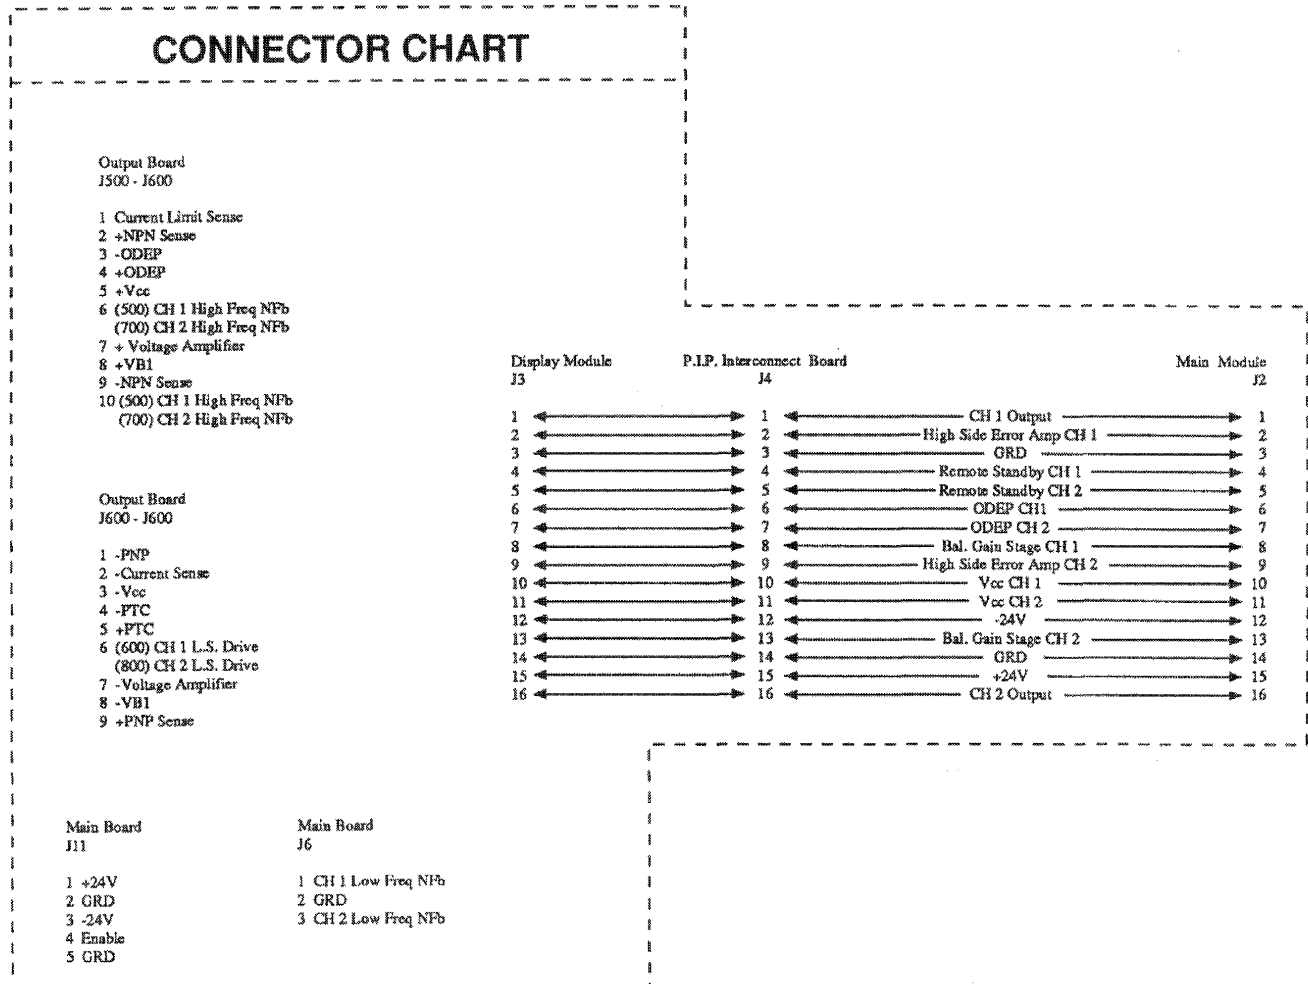 CONNECTOR CHART
Output Board
J500 - J600
1 Current Limit Sense
2 +NPN Sense
3 -ODEP
4 +ODEP
5 +Vcc
6 (500) CH 1 High Freq NFb
(700) CH 2 High Freq NFb
7 + Voltage Amplifier
8 +VB1
9 -NPN Sense
10 (500) CH 1 High Freq NFb
(700) CH 2 High Freq NFb
Output Board
J600 - J600
1 -PNP
2 -Current Sense
3 -Vcc
4 -PTC
5 +PTC
6 (600) CH 1 L.S. Drive
(800) CH 2 L.S. Drive
7 -Voltage Amplifier
8 -VB1
9 +PNP Sense
Display Module P.I.P. Interconnect Board Main Module
J3 J4 J2
1 1 CH 1 Output 1
2 2 High Side Error Amp CH 1 2
3 3 GRD 3
4 4 Remote Standby CH 1 4
5 5 Remote Standby CH 2 5
6 6 ODEP CH1 6
7 7 ODEP CH 2 7
8 8 Bal. Gain Stage CH 1 8
9 9 High Side Error Amp CH 2 9
10 10 Vcc CH 1 10
11 11 Vcc CH 2 11
12 12 -24V 12
13 13 Bal. Gain Stage CH 2 13
14 14 GRD 14
15 15 +24V 15
16 16 CH 2 Output 16
Main Board
J11
1 +24V
2 GRD
3 -24V
4 Enable
5 GRD
Main Board
J6
1 CH 1 Low Freq NFb
2 GRD
3 CH 2 Low Freq NFb